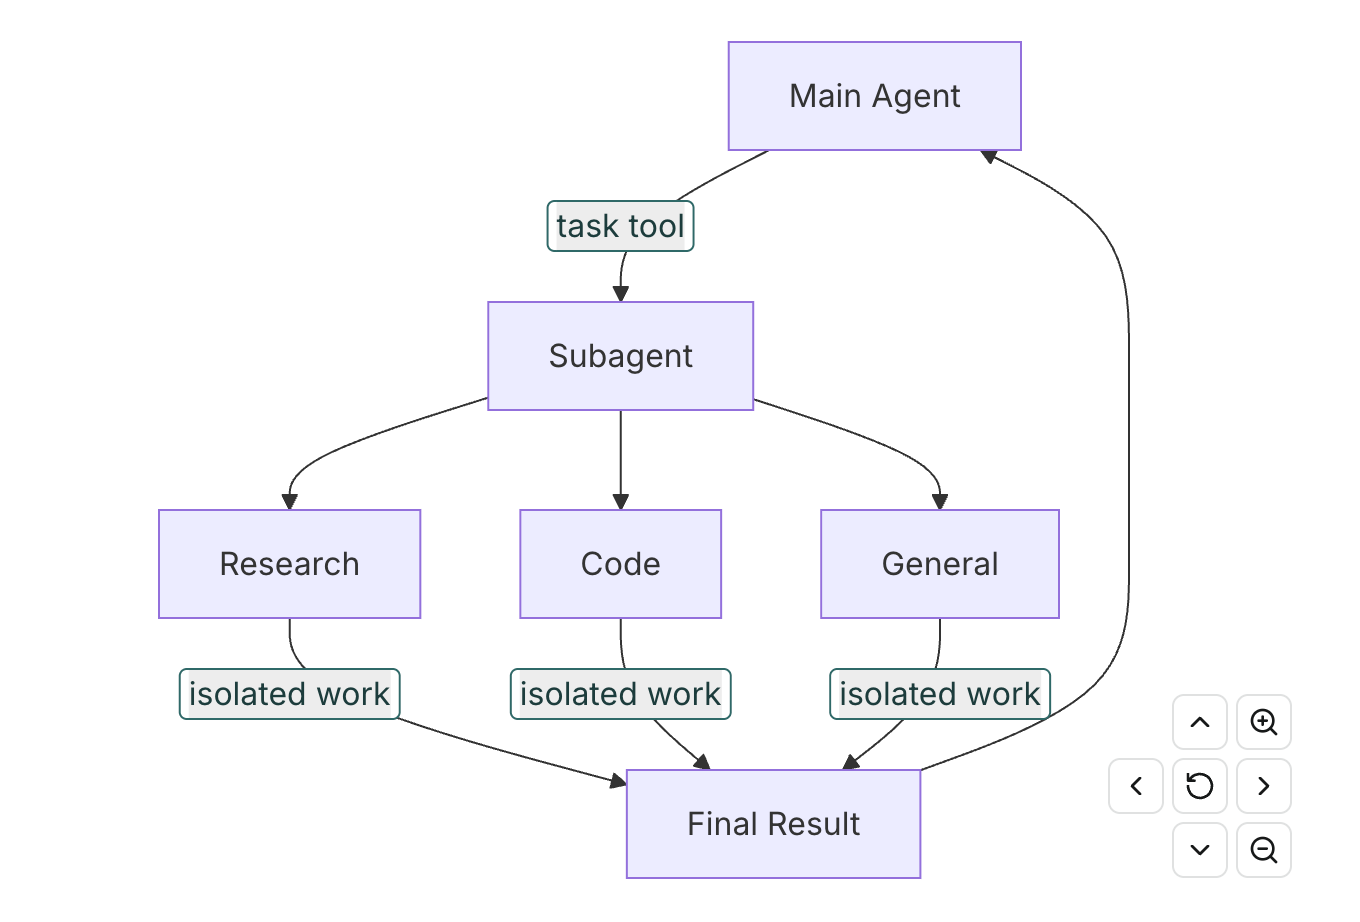 Main Agent
task tool
Subagent
Research
Code
General
isolated work
isolated work
isolated work
Final Result